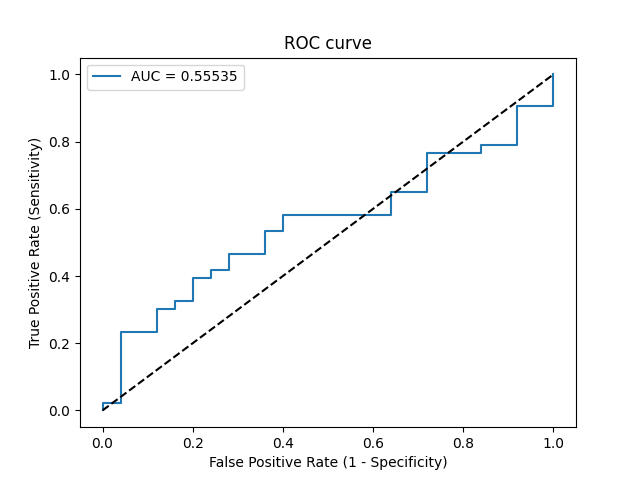 ROC curve
AUC = 0.55535
True Positive Rate (Sensitivity)
1.0
0.8
0.6
0.4
0.2
0.0
0.0 0.2 0.4 0.6 0.8 1.0
False Positive Rate (1 - Specificity)